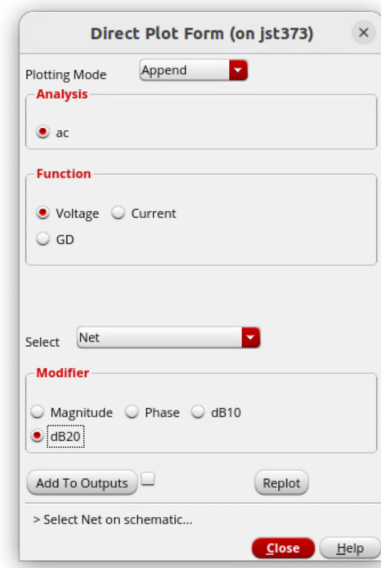 Direct Plot Form (on jst373)
Plotting Mode Append
Analysis
ac
Function
Voltage Current
GD
Select Net
Modifier
Magnitude Phase dB10
dB20
Add To Outputs Replot
> Select Net on schematic...
Close Help